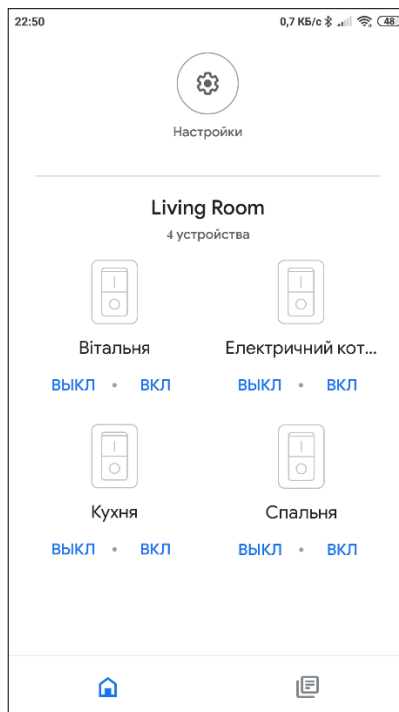 22:50 0,7 КБ/с 48
Настройки
Living Room
4 устройства
Вітальня Електричний кот...
ВЫКЛ • ВКЛ ВЫКЛ • ВКЛ
Кухня Спальня
ВЫКЛ • ВКЛ ВЫКЛ • ВКЛ